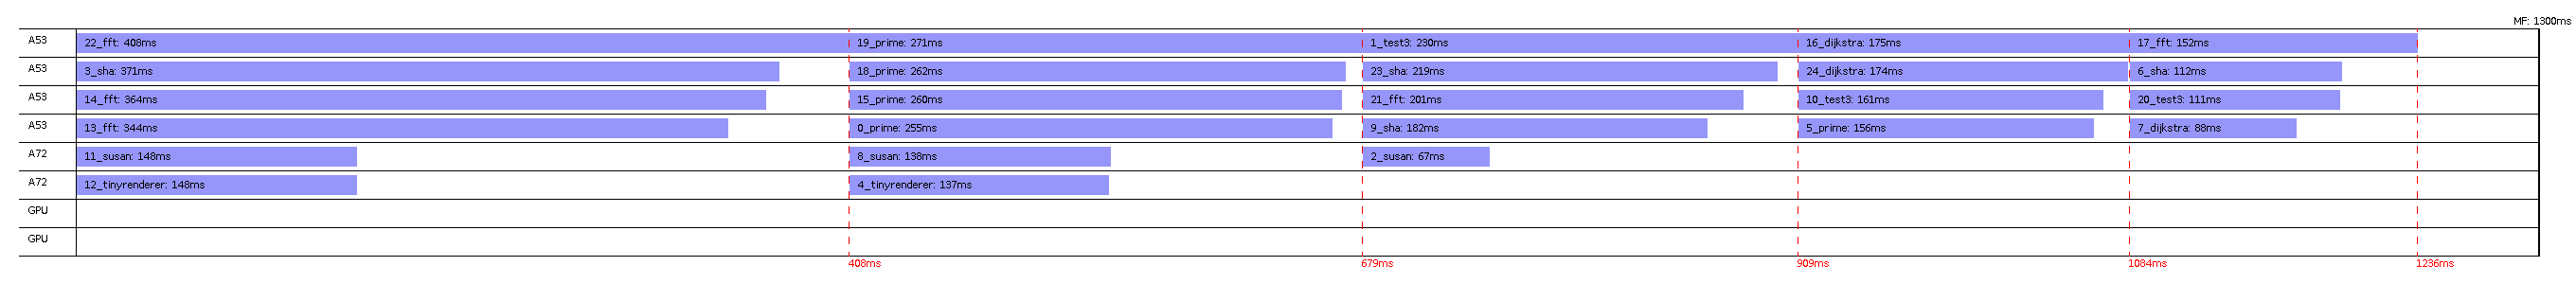 MF: 1300ms
A53 22_fft: 408ms 19_prime: 271ms 1_test3: 230ms 16_dijkstra: 175ms 17_fft: 152ms
A53 3_sha: 371ms 18_prime: 262ms 23_sha: 219ms 24_dijkstra: 174ms 6_sha: 112ms
A53 14_fft: 364ms 15_prime: 260ms 21_fft: 201ms 10_test3: 161ms 20_test3: 111ms
A53 13_fft: 344ms 0_prime: 255ms 9_sha: 182ms 5_prime: 156ms 7_dijkstra: 88ms
A72 11_susan: 148ms 8_susan: 138ms 2_susan: 67ms
A72 12_tinyrenderer: 148ms 4_tinyrenderer: 137ms
GPU
GPU
408ms 679ms 909ms 1084ms 1236ms